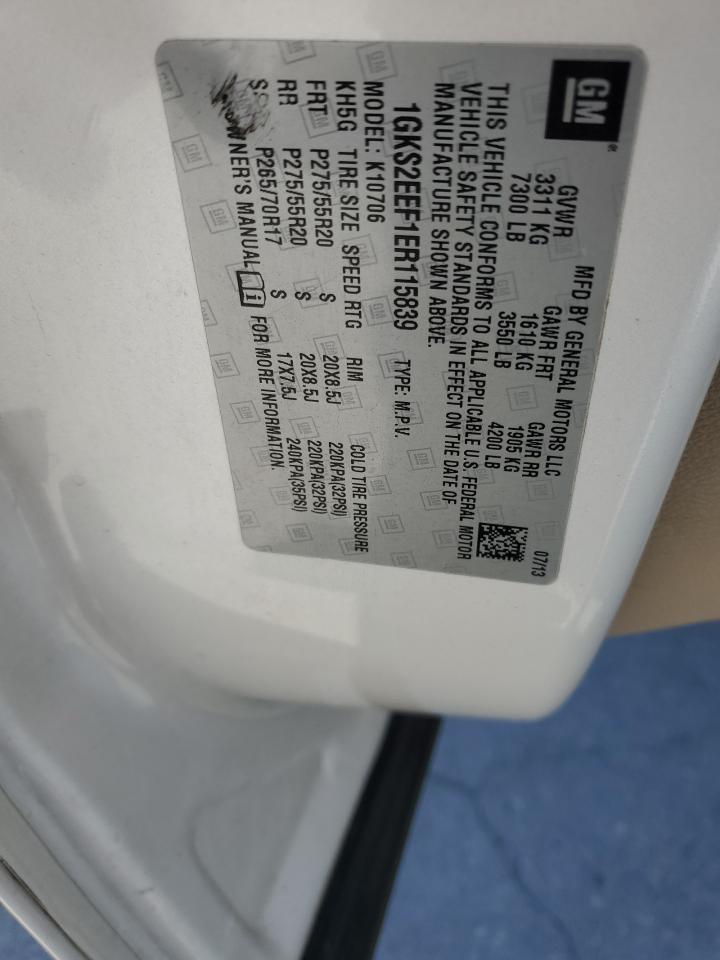 GM
MFD BY GENERAL MOTORS LLC
07/13
GVWR GAWR FRT GAWR RR
3311 KG 1610 KG 1905 KG
7300 LB 3550 LB 4200 LB
THIS VEHICLE CONFORMS TO ALL APPLICABLE U.S. FEDERAL MOTOR
VEHICLE SAFETY STANDARDS IN EFFECT ON THE DATE OF
MANUFACTURE SHOWN ABOVE.
1GKS2EEF1ER115839 TYPE: M.P.V.
MODEL: K10706
KH5G TIRE SIZE SPEED RTG RIM COLD TIRE PRESSURE
FRT P275/55R20 S 20X8.5J 220KPA(32PSI)
RR P275/55R20 S 20X8.5J 220KPA(32PSI)
P265/70R17 S 17X7.5J 240KPA(35PSI)
OWNER'S MANUAL FOR MORE INFORMATION.